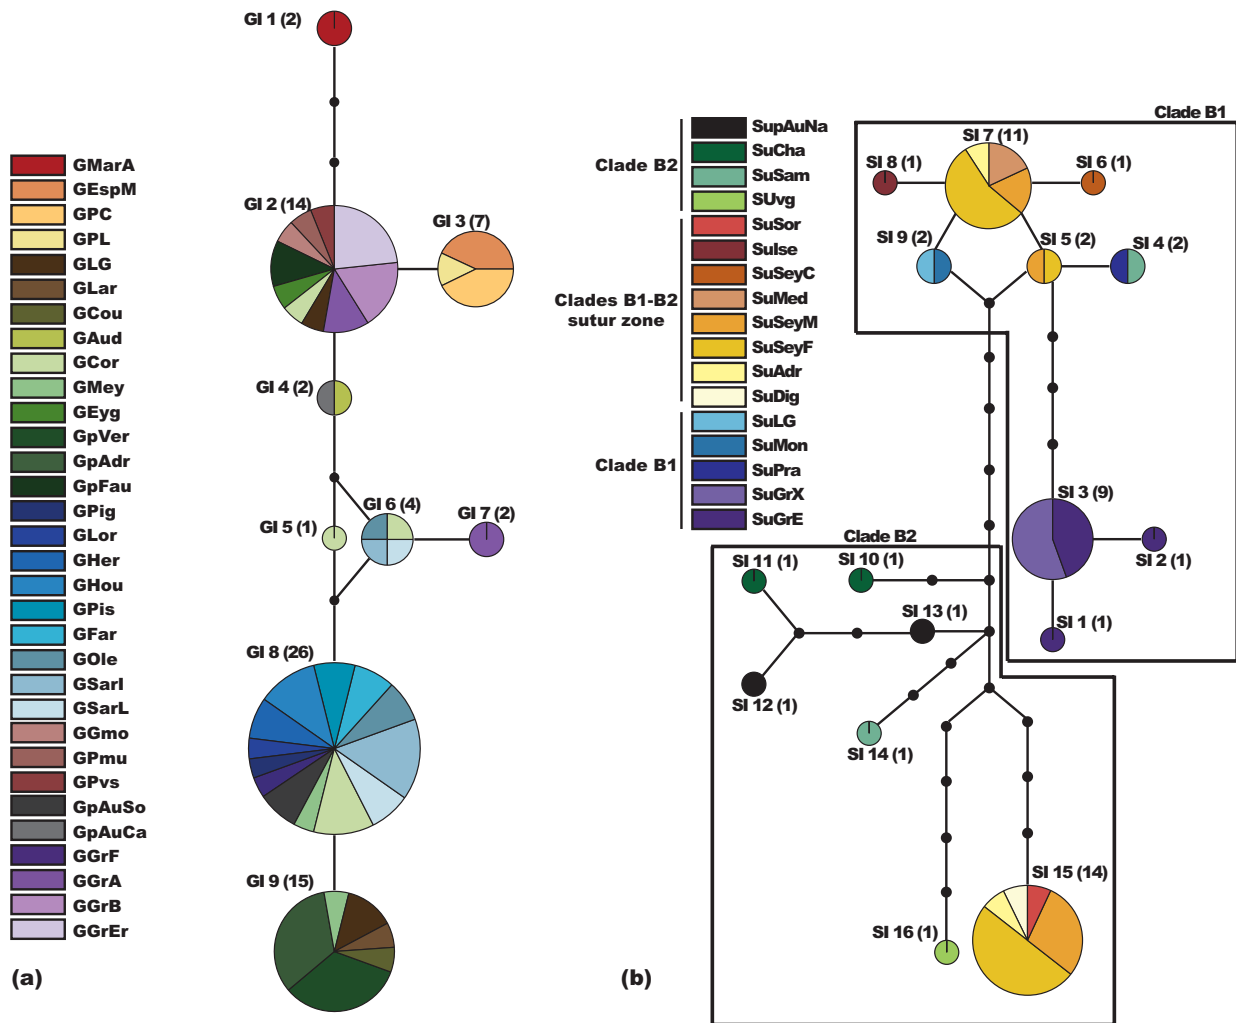 GI 1 (2)
GMarA
GEspM
GPC
GPL
GLG
GLar
GCou
GAud
GCor
GMey
GEyg
GpVer
GpAdr
GpFau
GPig
GLor
GHer
GHou
GPis
GFar
GOle
GSarI
GSarL
GGmo
GPmu
GPvs
GpAuSo
GpAuCa
GGrF
GGrA
GGrB
GGrEr
GI 2 (14)
GI 3 (7)
GI 4 (2)
GI 5 (1)
GI 6 (4)
GI 7 (2)
GI 8 (26)
GI 9 (15)
(a)
Clade B2
Clades B1-B2
sutur zone
Clade B1
SupAuNa
SuCha
SuSam
SUvg
SuSor
SuIse
SuSeyC
SuMed
SuSeyM
SuSeyF
SuAdr
SuDig
SuLG
SuMon
SuPra
SuGrX
SuGrE
Clade B1
SI 7 (11)
SI 8 (1)
SI 6 (1)
SI 9 (2)
SI 5 (2)
SI 4 (2)
SI 3 (9)
SI 2 (1)
SI 1 (1)
Clade B2
SI 11 (1)
SI 10 (1)
SI 13 (1)
SI 12 (1)
SI 14 (1)
SI 15 (14)
SI 16 (1)
(b)